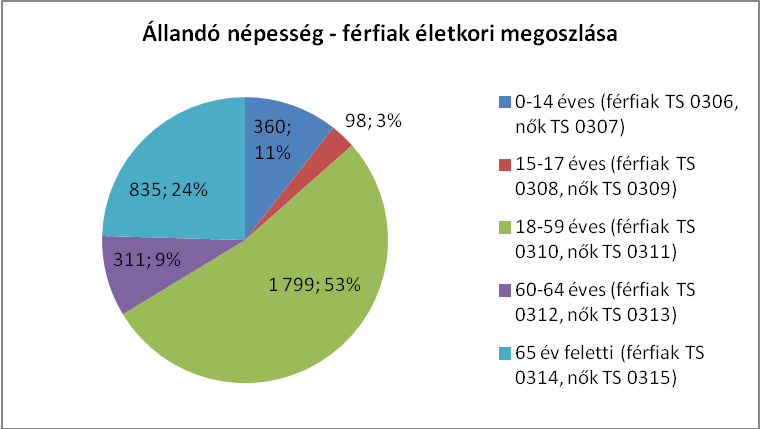 Állandó népesség - férfiak életkori megoszlása
360;
11%
98; 3%
1 799; 53%
311; 9%
835; 24%
0-14 éves (férfiak TS 0306,
nők TS 0307)
15-17 éves (férfiak TS
0308, nők TS 0309)
18-59 éves (férfiak TS
0310, nők TS 0311)
60-64 éves (férfiak TS
0312, nők TS 0313)
65 év feletti (férfiak TS
0314, nők TS 0315)